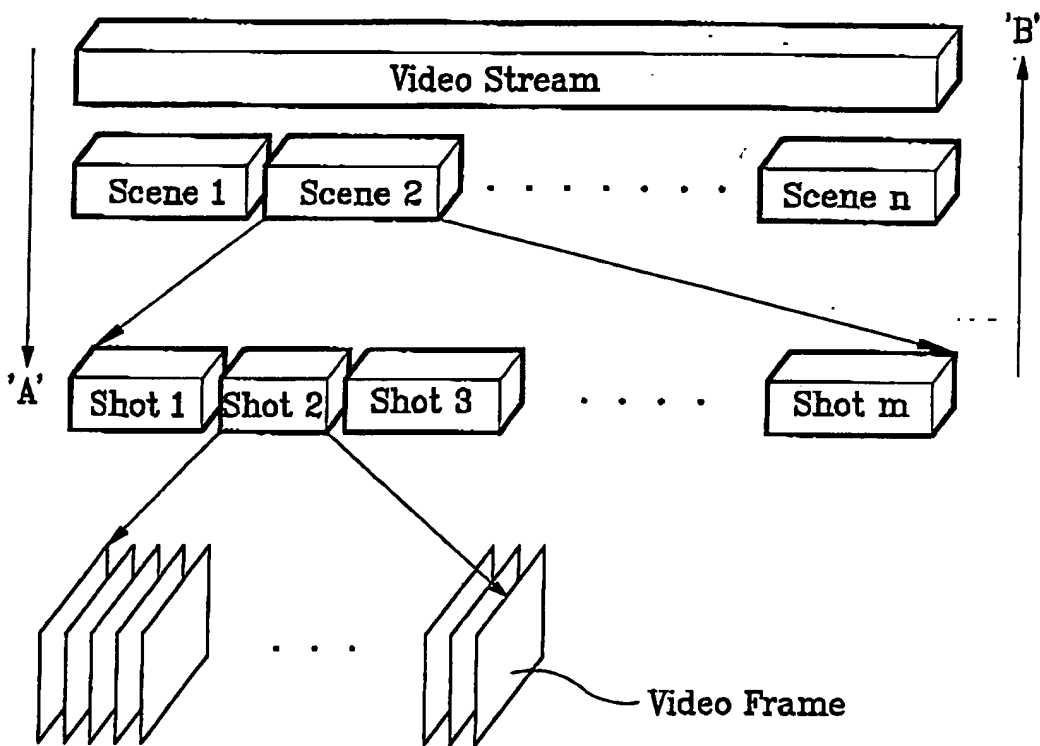 'B'
Video Stream
Scene 1 Scene 2 . . . . . . . Scene n
'A' Shot 1 Shot 2 Shot 3 . . . . Shot m
. . .
Video Frame